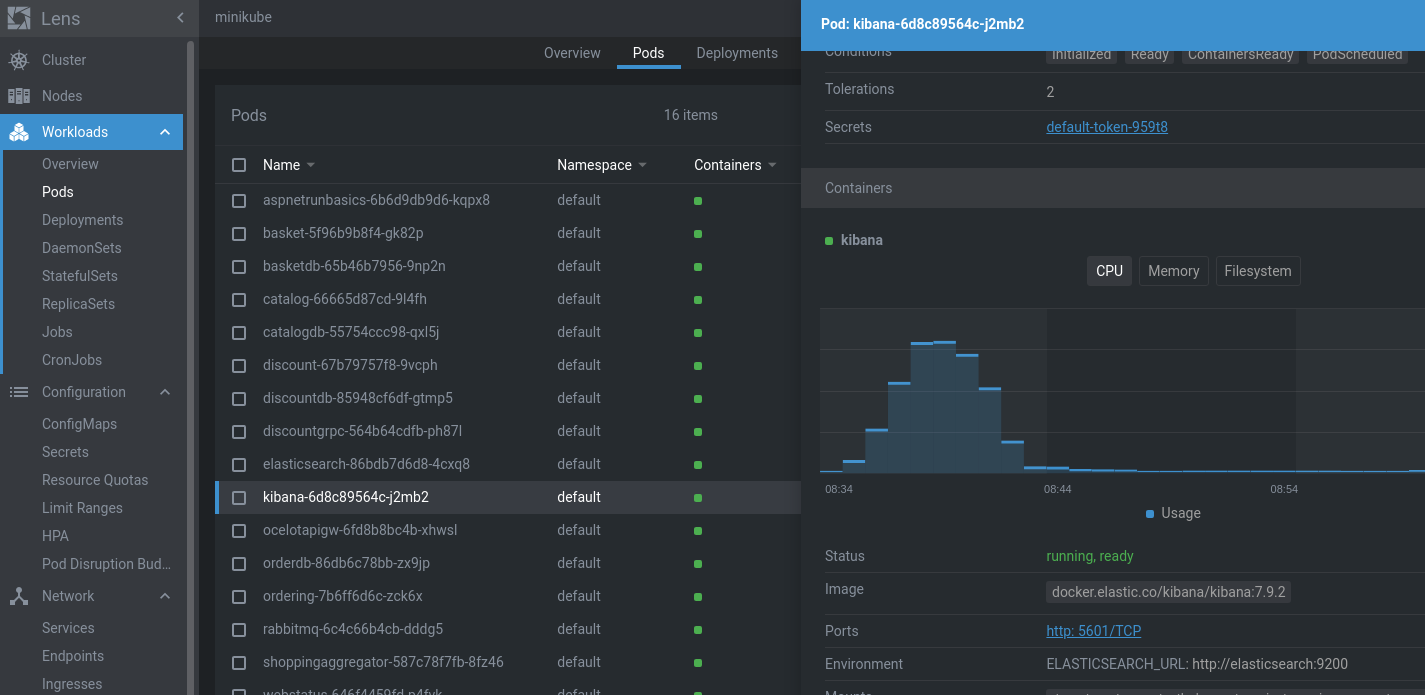 Lens
Cluster
Nodes
Workloads
Overview
Pods
Deployments
DaemonSets
StatefulSets
ReplicaSets
Jobs
CronJobs
Configuration
ConfigMaps
Secrets
Resource Quotas
Limit Ranges
HPA
Pod Disruption Bud...
Network
Services
Endpoints
Ingresses
minikube
Overview Pods Deployments
Pods 16 items
Name Namespace Containers
aspnetrunbasics-6b6d9db9d6-kqpx8 default
basket-5f96b9b8f4-gk82p default
basketdb-65b46b7956-9np2n default
catalog-66665d87cd-9l4fh default
catalogdb-55754ccc98-qxl5j default
discount-67b79757f8-9vcph default
discountdb-85948cf6df-gtmp5 default
discountgrpc-564b64cdfb-ph87l default
elasticsearch-86bdb7d6d8-4cxq8 default
kibana-6d8c89564c-j2mb2 default
ocelotapigw-6fd8b8bc4b-xhwsl default
orderdb-86db6c78bb-zx9jp default
ordering-7b6ff6d6c-zck6x default
rabbitmq-6c4c66b4cb-dddg5 default
shoppingaggregator-587c78f7fb-8fz46 default
webstatus-646f4459fd-p4fvk default
Pod: kibana-6d8c89564c-j2mb2
Conditions Initialized Ready ContainersReady PodScheduled
Tolerations 2
Secrets default-token-959t8
Containers
kibana
CPU Memory Filesystem
08:34 08:44 08:54
Usage
Status running, ready
Image docker.elastic.co/kibana/kibana:7.9.2
Ports http: 5601/TCP
Environment ELASTICSEARCH_URL: http://elasticsearch:9200
Mounts